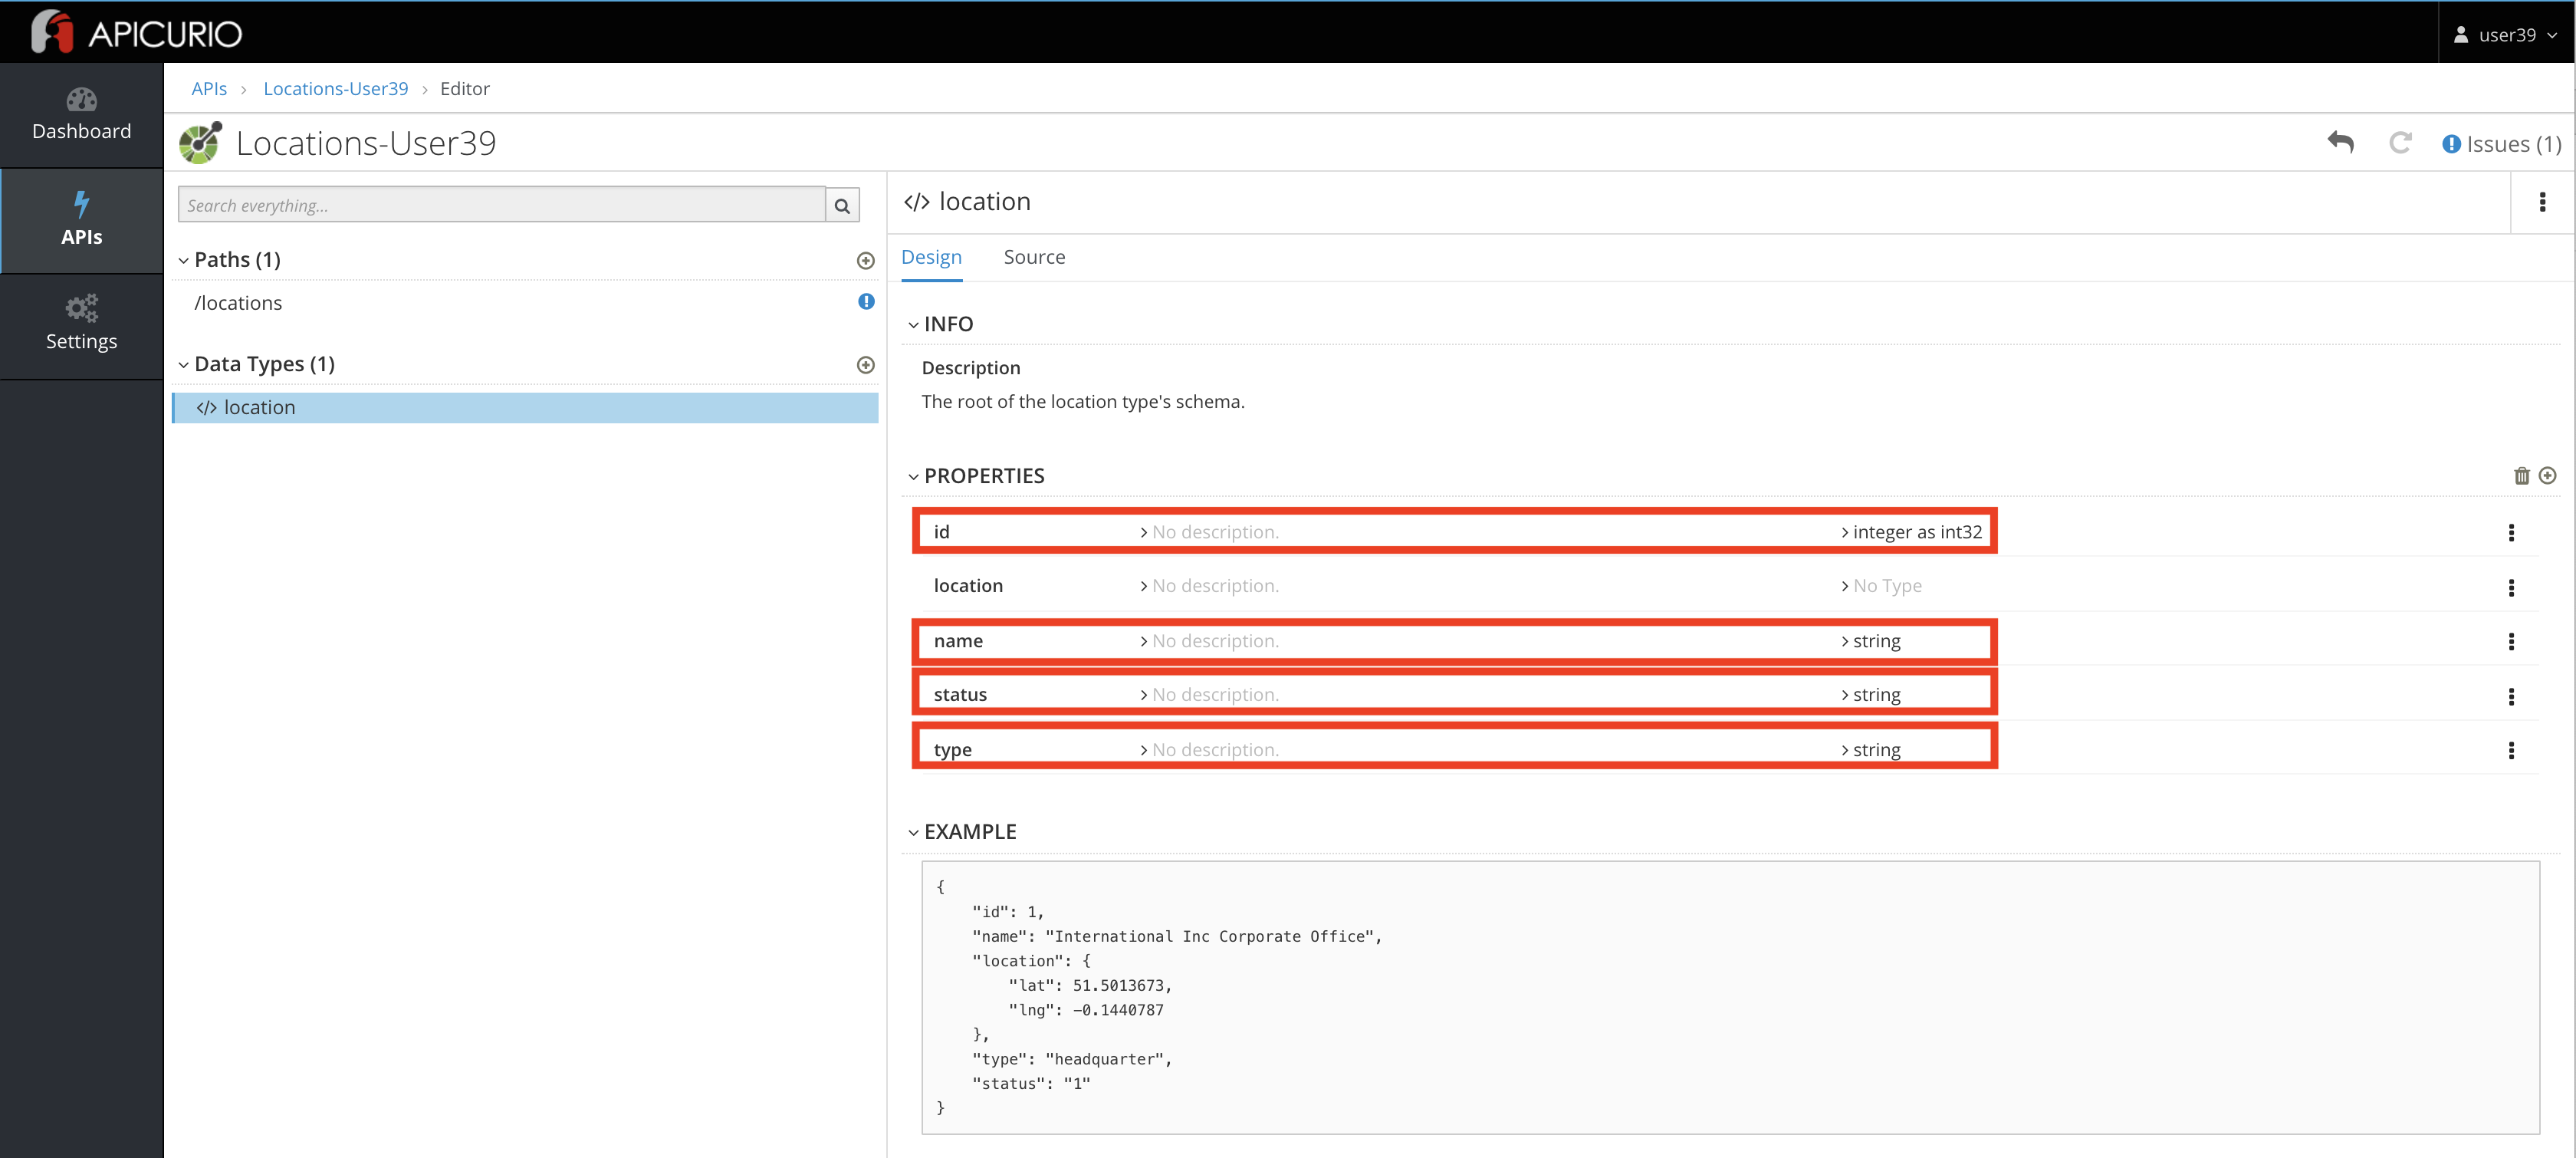 APICURIO
user39
Dashboard
APIs
Settings
APIs > Locations-User39 > Editor
Locations-User39
Issues (1)
Search everything...
Paths (1)
/locations
Data Types (1)
</> location
</> location
Design Source
INFO
Description
The root of the location type's schema.
PROPERTIES
id > No description. > integer as int32
location > No description. > No Type
name > No description. > string
status > No description. > string
type > No description. > string
EXAMPLE
{
    "id": 1,
    "name": "International Inc Corporate Office",
    "location": {
        "lat": 51.5013673,
        "lng": -0.1440787
    },
    "type": "headquarter",
    "status": "1"
}